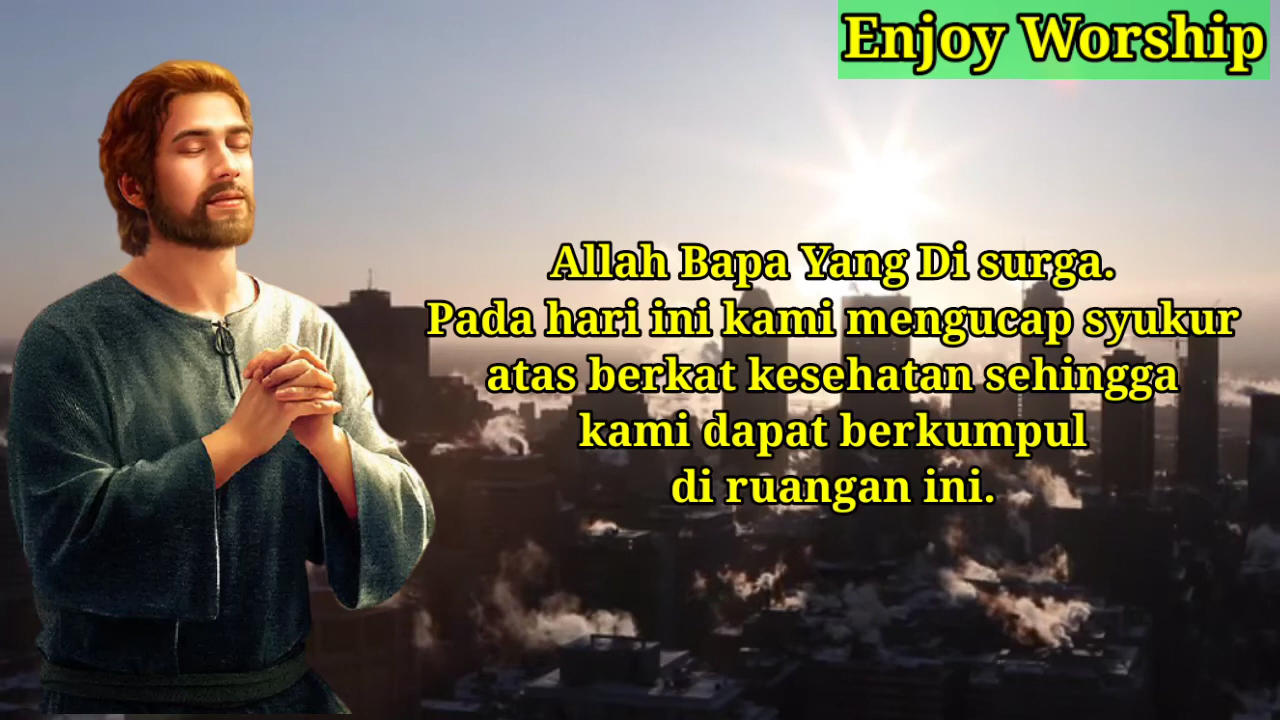 Enjoy Worship
Allah Bapa Yang Di surga.
Pada hari ini kami mengucap syukur
atas berkat kesehatan sehingga
kami dapat berkumpul
di ruangan ini.